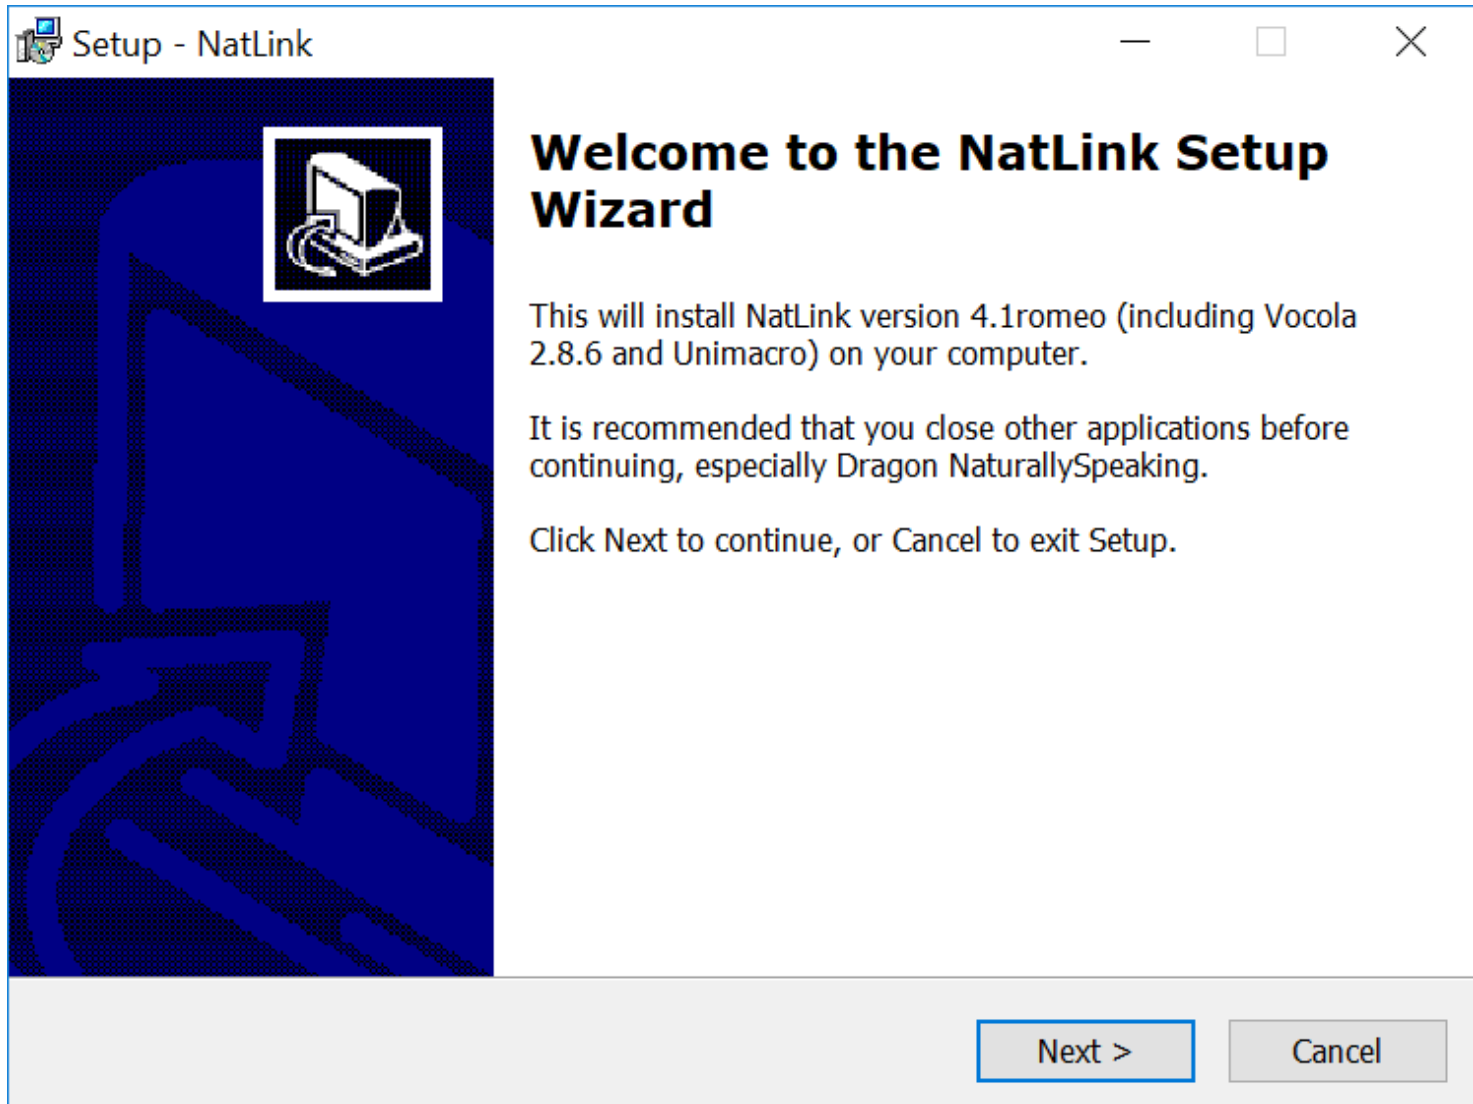 Setup - NatLink
Welcome to the NatLink Setup
Wizard
This will install NatLink version 4.1romeo (including Vocola
2.8.6 and Unimacro) on your computer.
It is recommended that you close other applications before
continuing, especially Dragon NaturallySpeaking.
Click Next to continue, or Cancel to exit Setup.
Next >
Cancel